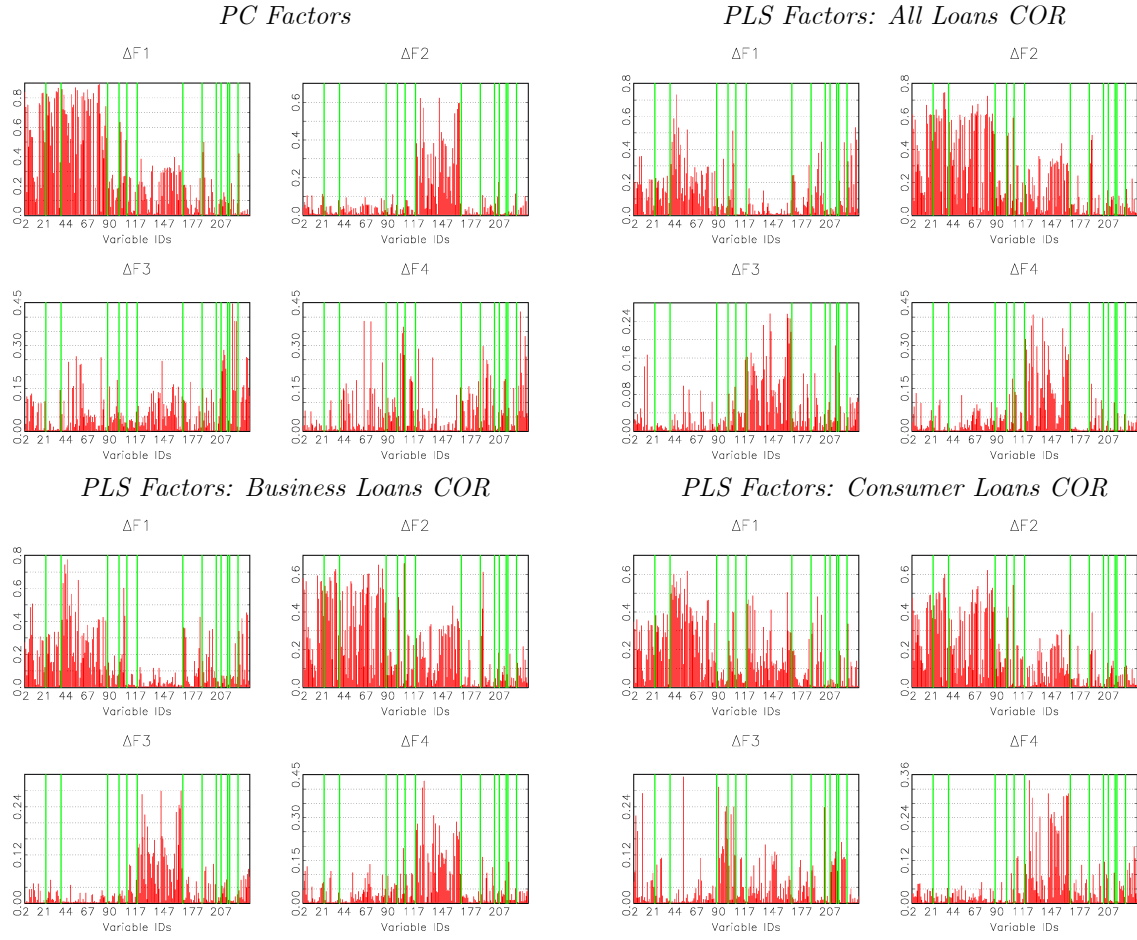 PC Factors
ΔF1
0.0 0.2 0.4 0.6 0.8
2 21 44 67 90 117 147 177 207
Variable IDs
ΔF2
0.0 0.2 0.4 0.6
2 21 44 67 90 117 147 177 207
Variable IDs
ΔF3
0.00 0.15 0.30 0.45
2 21 44 67 90 117 147 177 207
Variable IDs
ΔF4
0.00 0.15 0.30 0.45
2 21 44 67 90 117 147 177 207
Variable IDs
PLS Factors: All Loans COR
ΔF1
0.0 0.2 0.4 0.6 0.8
2 21 44 67 90 117 147 177 207
Variable IDs
ΔF2
0.0 0.2 0.4 0.6 0.8
2 21 44 67 90 117 147 177 207
Variable IDs
ΔF3
0.00 0.08 0.16 0.24
2 21 44 67 90 117 147 177 207
Variable IDs
ΔF4
0.00 0.15 0.30 0.45
2 21 44 67 90 117 147 177 207
Variable IDs
PLS Factors: Business Loans COR
ΔF1
0.0 0.2 0.4 0.6 0.8
2 21 44 67 90 117 147 177 207
Variable IDs
ΔF2
0.0 0.2 0.4 0.6
2 21 44 67 90 117 147 177 207
Variable IDs
ΔF3
0.00 0.12 0.24
2 21 44 67 90 117 147 177 207
Variable IDs
ΔF4
0.00 0.15 0.30 0.45
2 21 44 67 90 117 147 177 207
Variable IDs
PLS Factors: Consumer Loans COR
ΔF1
0.0 0.2 0.4 0.6
2 21 44 67 90 117 147 177 207
Variable IDs
ΔF2
0.0 0.2 0.4 0.6
2 21 44 67 90 117 147 177 207
Variable IDs
ΔF3
0.00 0.12 0.24
2 21 44 67 90 117 147 177 207
Variable IDs
ΔF4
0.00 0.12 0.24 0.36
2 21 44 67 90 117 147 177 207
Variable IDs